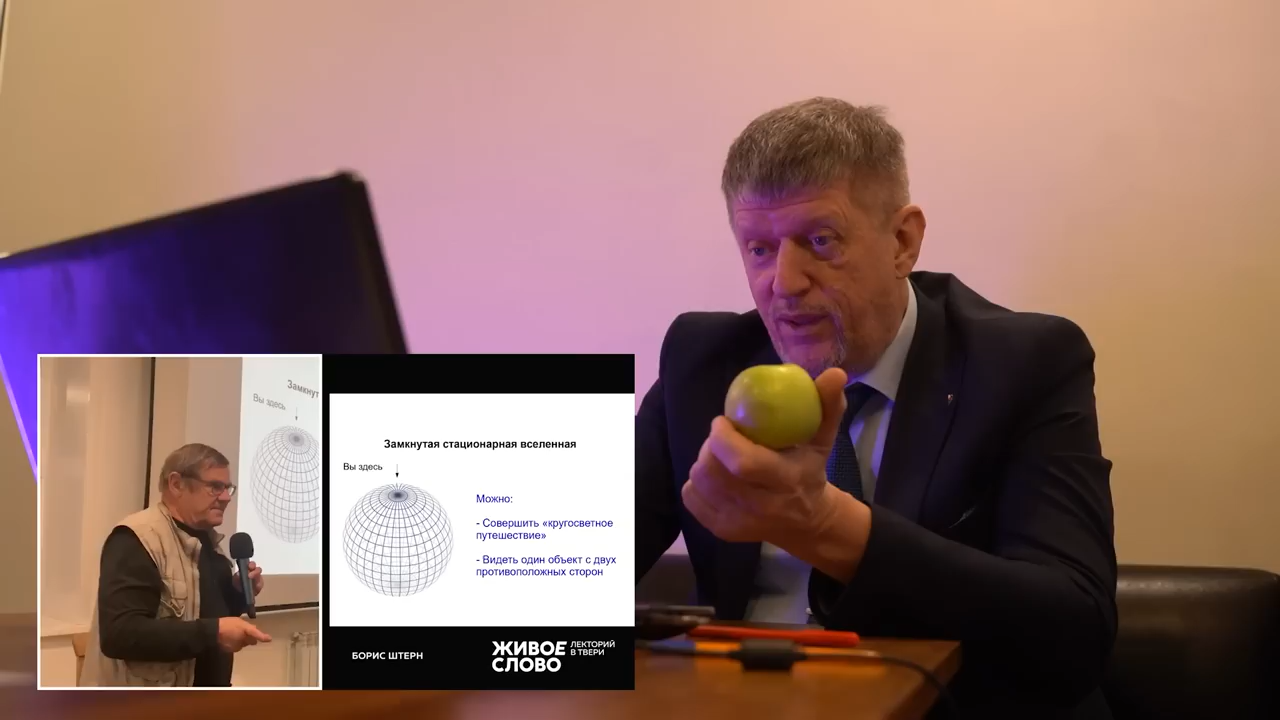 Замкнут
Вы здесь
Замкнутая стационарная вселенная
Вы здесь
Можно:
- Совершить «кругосветное
путешествие»
- Видеть один объект с двух
противоположных сторон
БОРИС ШТЕРН
ЖИВОЕ
СЛОВО
ЛЕКТОРИЙ
В ТВЕРИ